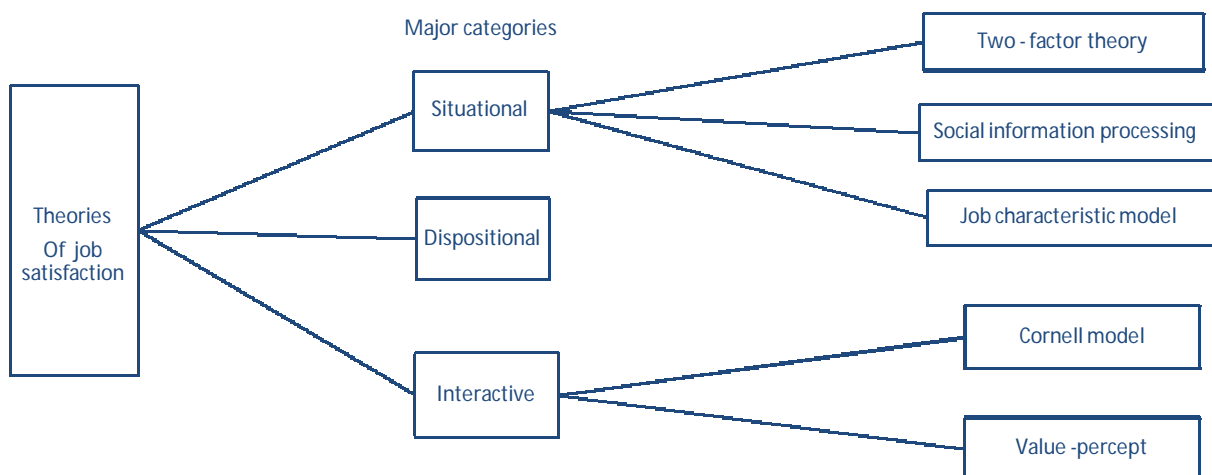 Major categories
Two - factor theory
Situational
Social information processing
Job characteristic model
Theories
Of job
satisfaction
Dispositional
Cornell model
Interactive
Value -percept